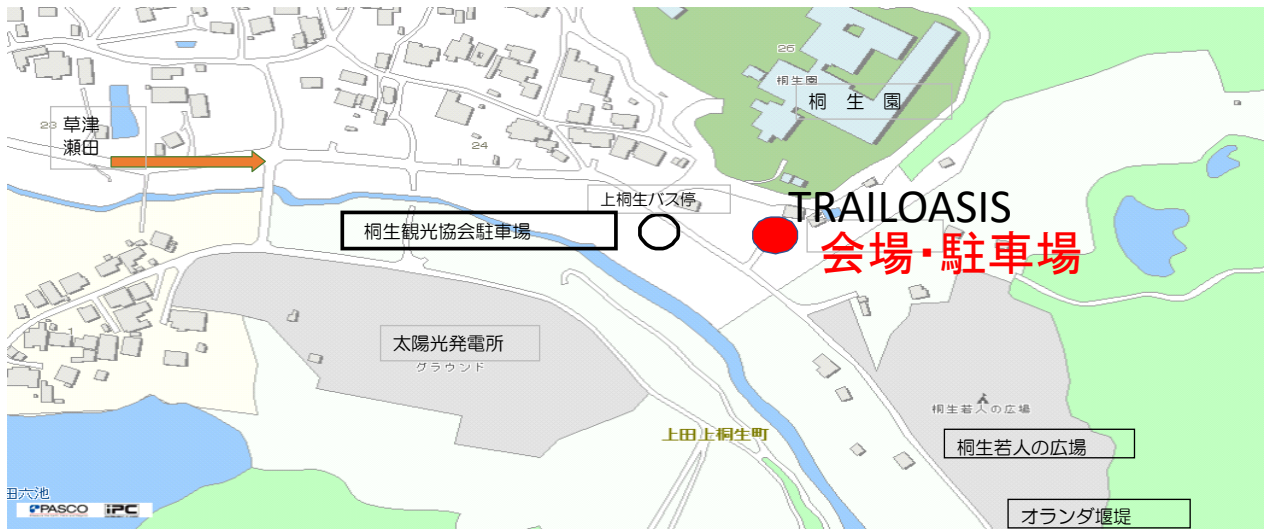 26
桐生園
桐 生 園
23
草津
瀬田
24
上桐生バス停
TRAILOASIS
会場・駐車場
桐生観光協会駐車場
太陽光発電所
グラウンド
桐生若人の広場
上田上桐生町
桐生若人の広場
田六池
PASCO iPC
オランダ堰堤